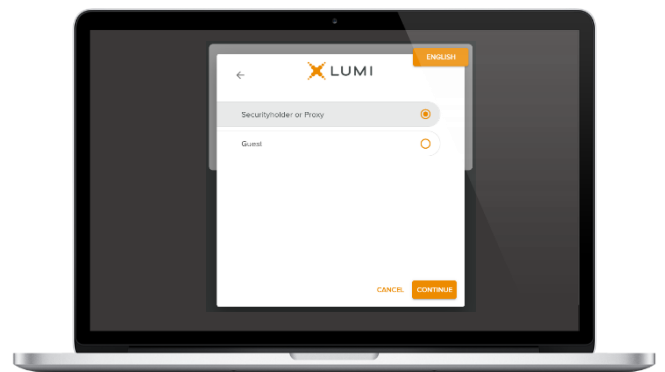 ENGLISH
LUMI
Securityholder or Proxy
Guest
CANCEL
CONTINUE